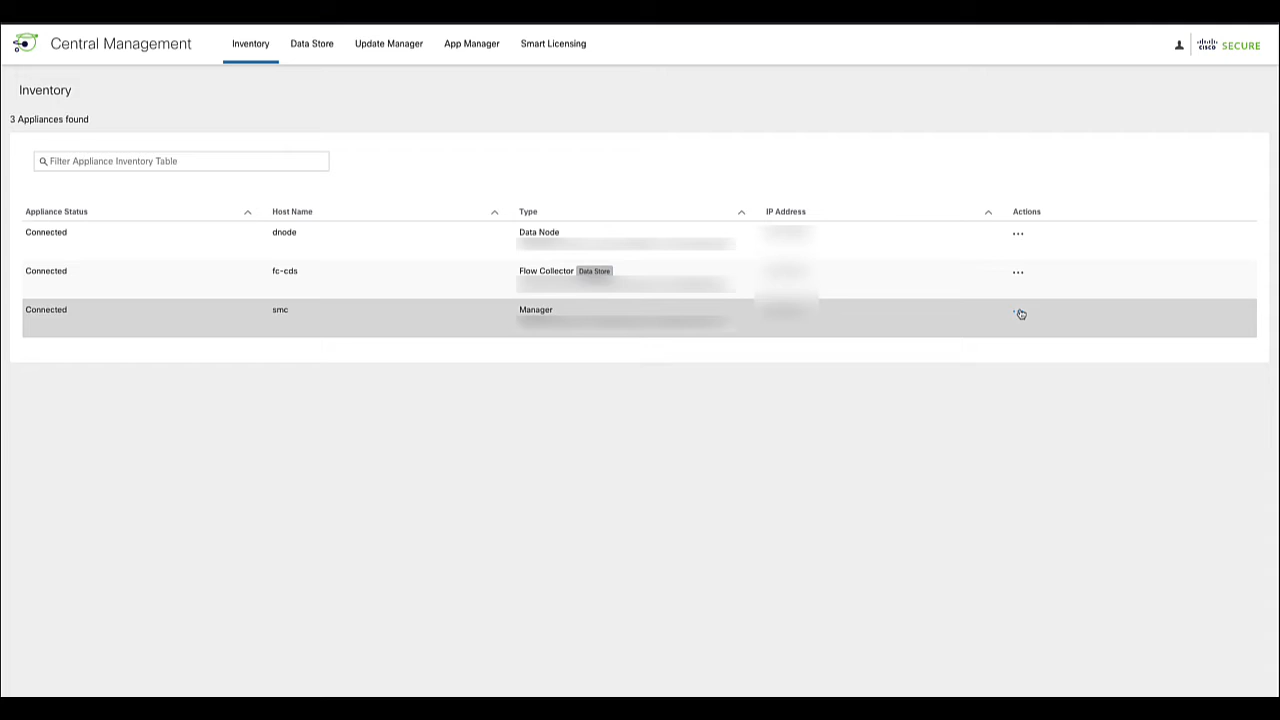 Central Management
Inventory
Data Store
Update Manager
App Manager
Smart Licensing
CISCO SECURE
Inventory
3 Appliances found
Filter Appliance Inventory Table
Appliance Status Host Name Type IP Address Actions
Connected dnode Data Node ...
Connected fc-cds Flow Collector Data Store ...
Connected smc Manager